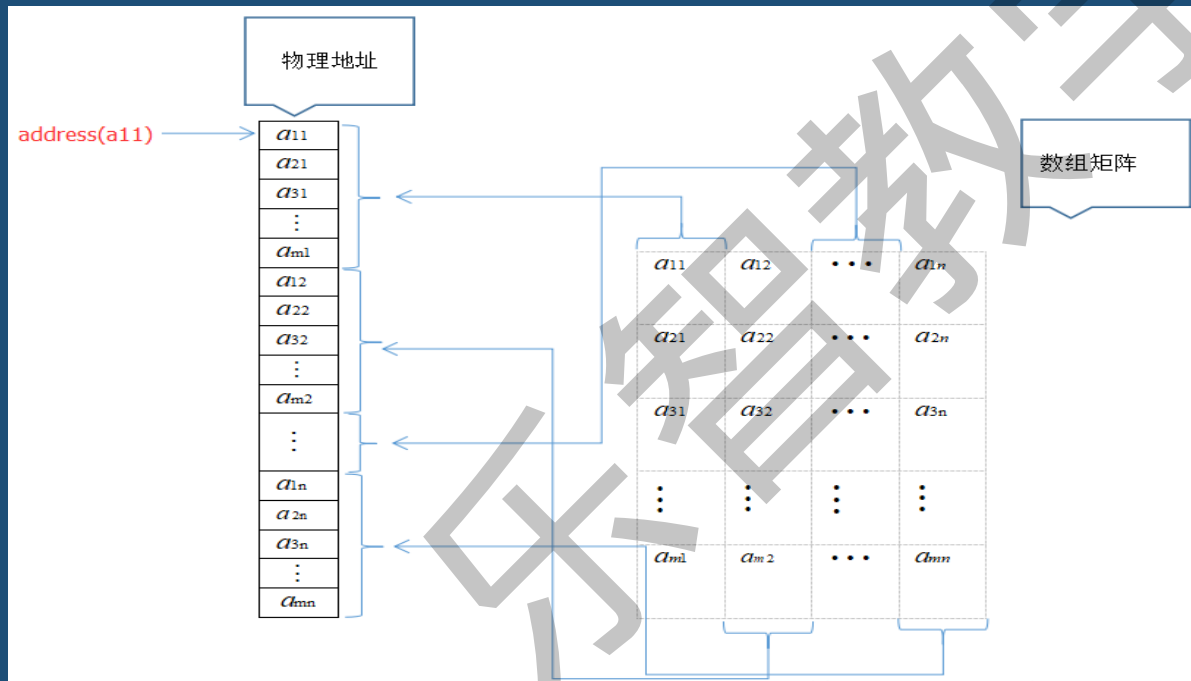 物理地址
address(a11)
a11
a21
a31
⋮
am1
a12
a22
a32
⋮
am2
⋮
a1n
a2n
a3n
⋮
amn
数组矩阵
a11 a12 ••• a1n
a21 a22 ••• a2n
a31 a32 ••• a3n
⋮ ⋮ ⋮ ⋮
am1 am2 ••• amn
乐智教学